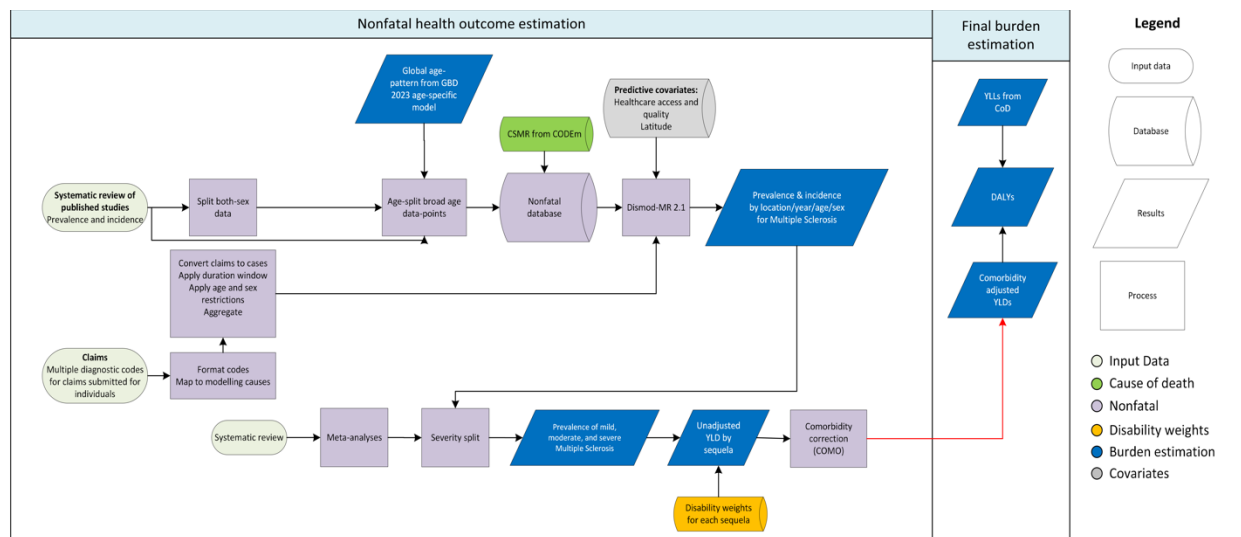 Nonfatal health outcome estimation
Final burden
estimation
Legend
Global age-
pattern from GBD
2023 age-specific
model
Predictive covariates:
Healthcare access and
quality
Latitude
CSMR from CODEm
Systematic review of
published studies
Prevalence and incidence
Split both-sex
data
Age-split broad age
data-points
Nonfatal
database
Dismod-MR 2.1
Prevalence & incidence
by location/year/age/sex
for Multiple Sclerosis
Convert claims to cases
Apply duration window
Apply age and sex
restrictions
Aggregate
Claims
Multiple diagnostic codes
for claims submitted for
individuals
Format codes
Map to modelling causes
Systematic review
Meta-analyses
Severity split
Prevalence of mild,
moderate, and severe
Multiple Sclerosis
Unadjusted
YLD by
sequela
Comorbidity
correction
(COMO)
Disability weights
for each sequela
YLLs from
CoD
DALYs
Comorbidity
adjusted
YLDs
Input data
Database
Results
Process
Input Data
Cause of death
Nonfatal
Disability weights
Burden estimation
Covariates